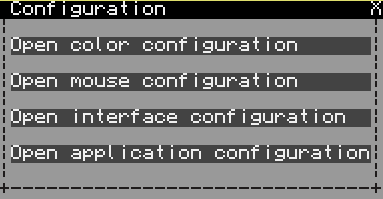 Configuration X
Open color configuration
Open mouse configuration
Open interface configuration
Open application configuration